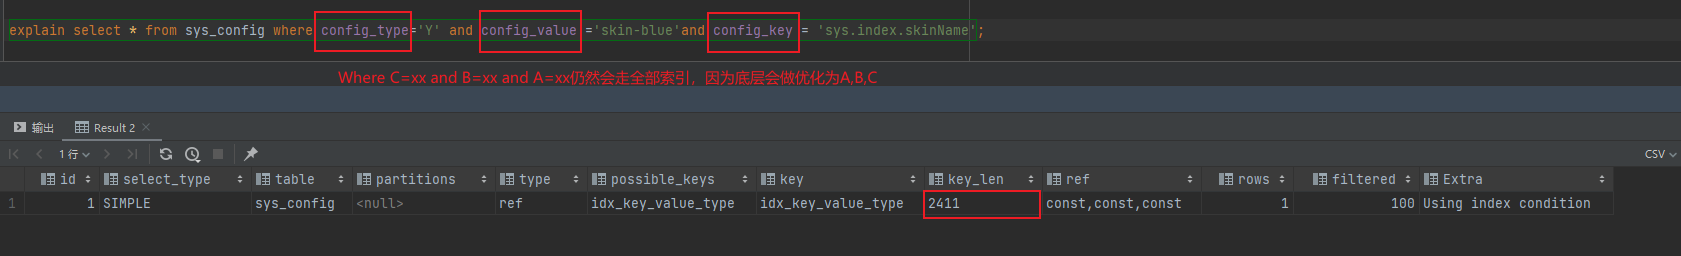 explain select * from sys_config where config_type='Y' and config_value ='skin-blue'and config_key = 'sys.index.skinName';
Where C=xx and B=xx and A=xx仍然会走全部索引，因为底层会做优化为A,B,C
输出 Result 2
1 行 CSV
id select_type table partitions type possible_keys key key_len ref rows filtered Extra
1 1 SIMPLE sys_config <null> ref idx_key_value_type idx_key_value_type 2411 const,const,const 1 100 Using index condition